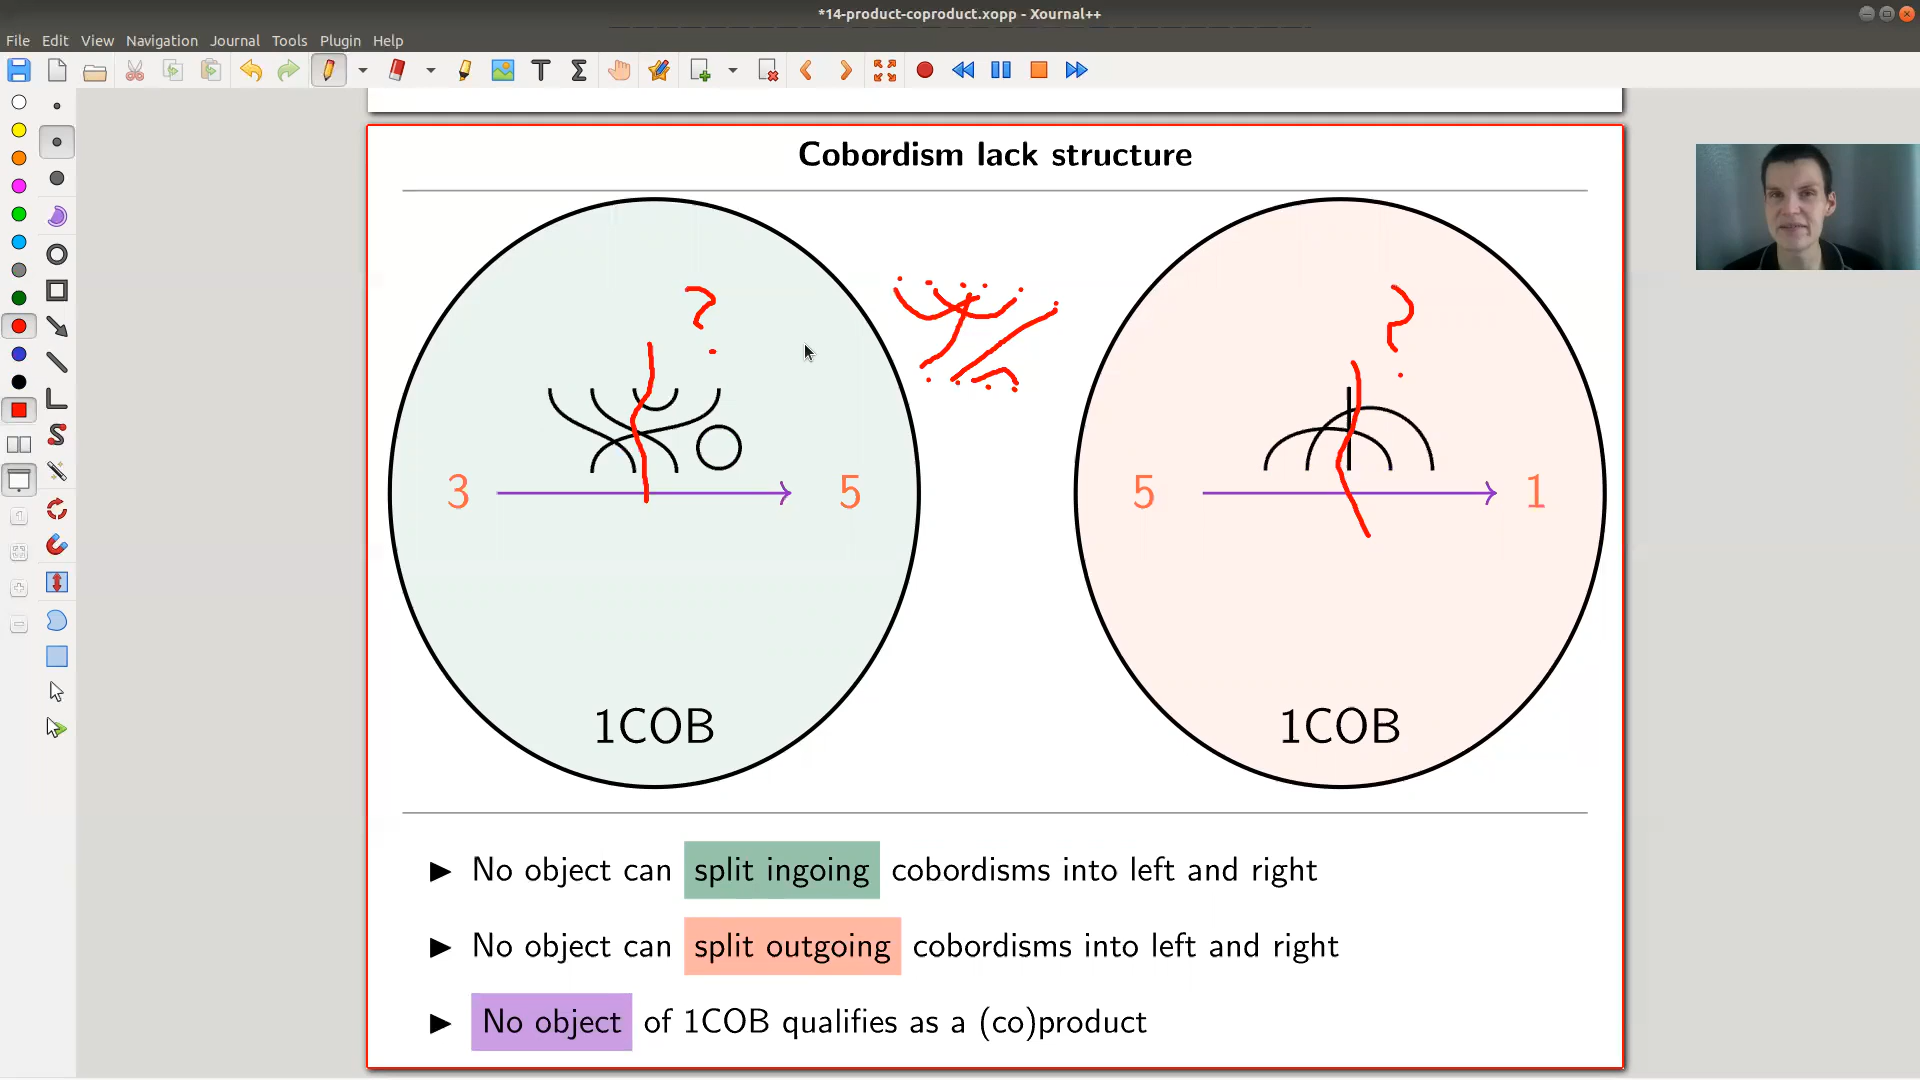 *14-product-coproduct.xopp - Xournal++
File Edit View Navigation Journal Tools Plugin Help
Cobordism lack structure
? ?
3 5 5 1
1COB 1COB
▶ No object can split ingoing cobordisms into left and right
▶ No object can split outgoing cobordisms into left and right
▶ No object of 1COB qualifies as a (co)product